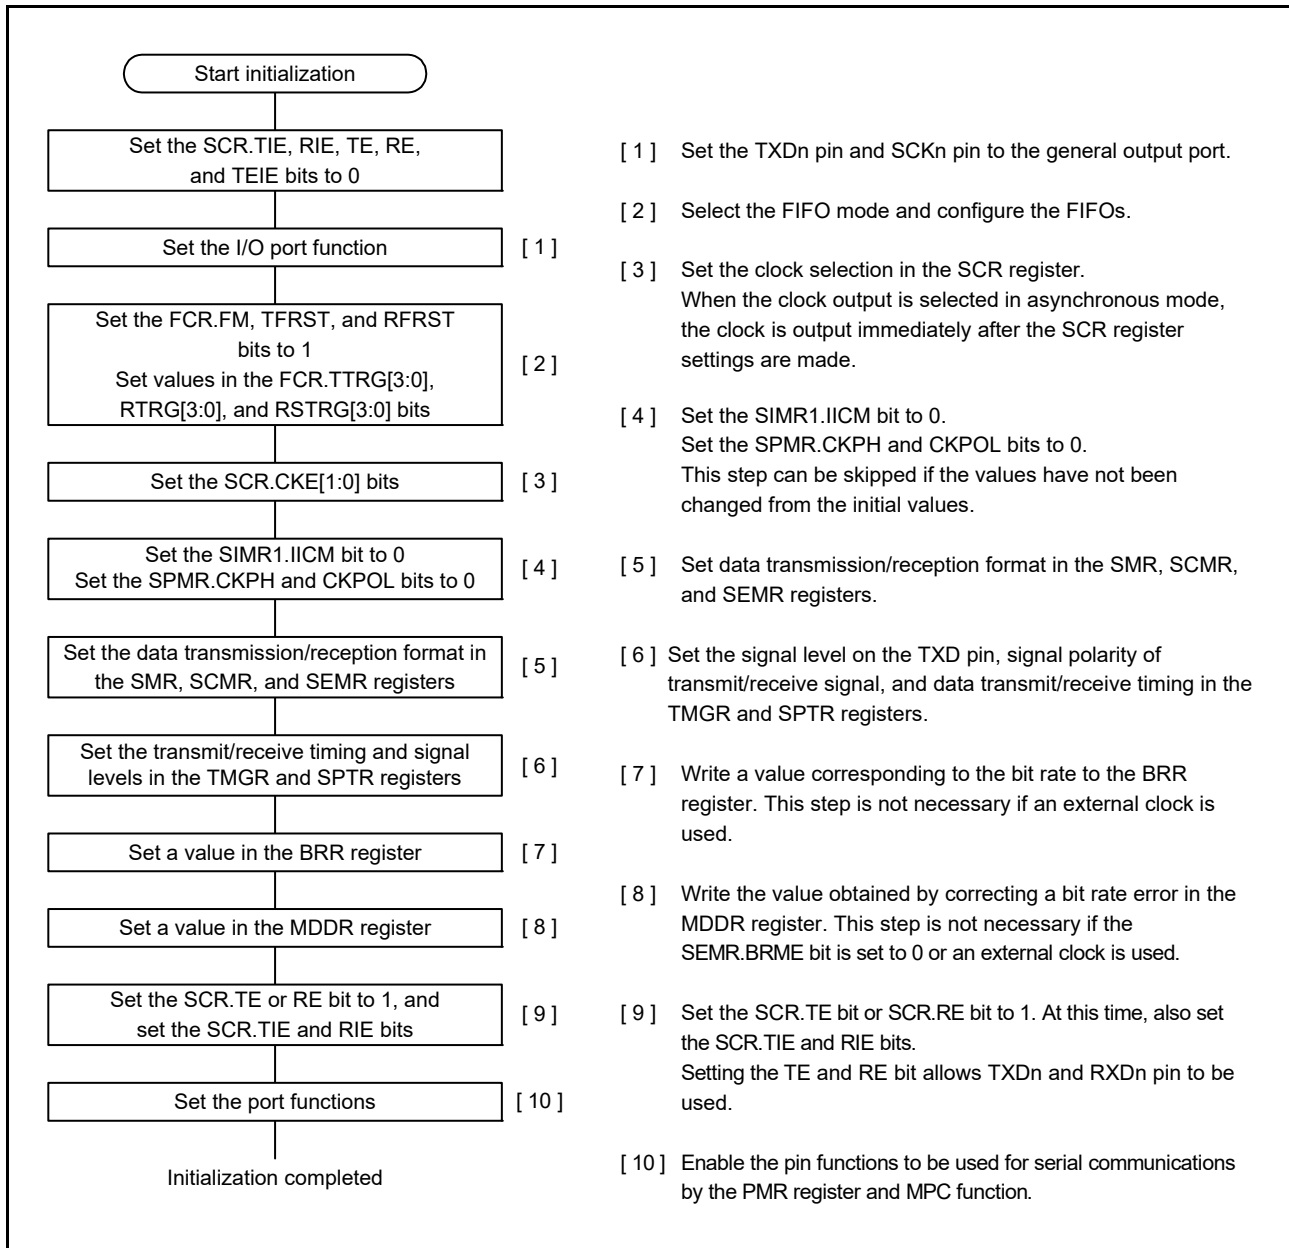 Start initialization
Set the SCR.TIE, RIE, TE, RE,
and TEIE bits to 0
Set the I/O port function
[ 1 ]
Set the FCR.FM, TFRST, and RFRST
bits to 1
Set values in the FCR.TTRG[3:0],
RTRG[3:0], and RSTRG[3:0] bits
[ 2 ]
Set the SCR.CKE[1:0] bits
[ 3 ]
Set the SIMR1.IICM bit to 0
Set the SPMR.CKPH and CKPOL bits to 0
[ 4 ]
Set the data transmission/reception format in
the SMR, SCMR, and SEMR registers
[ 5 ]
Set the transmit/receive timing and signal
levels in the TMGR and SPTR registers
[ 6 ]
Set a value in the BRR register
[ 7 ]
Set a value in the MDDR register
[ 8 ]
Set the SCR.TE or RE bit to 1, and
set the SCR.TIE and RIE bits
[ 9 ]
Set the port functions
[ 10 ]
Initialization completed
[ 1 ] Set the TXDn pin and SCKn pin to the general output port.
[ 2 ] Select the FIFO mode and configure the FIFOs.
[ 3 ] Set the clock selection in the SCR register.
When the clock output is selected in asynchronous mode,
the clock is output immediately after the SCR register
settings are made.
[ 4 ] Set the SIMR1.IICM bit to 0.
Set the SPMR.CKPH and CKPOL bits to 0.
This step can be skipped if the values have not been
changed from the initial values.
[ 5 ] Set data transmission/reception format in the SMR, SCMR,
and SEMR registers.
[ 6 ] Set the signal level on the TXD pin, signal polarity of
transmit/receive signal, and data transmit/receive timing in the
TMGR and SPTR registers.
[ 7 ] Write a value corresponding to the bit rate to the BRR
register. This step is not necessary if an external clock is
used.
[ 8 ] Write the value obtained by correcting a bit rate error in the
MDDR register. This step is not necessary if the
SEMR.BRME bit is set to 0 or an external clock is used.
[ 9 ] Set the SCR.TE bit or SCR.RE bit to 1. At this time, also set
the SCR.TIE and RIE bits.
Setting the TE and RE bit allows TXDn and RXDn pin to be
used.
[ 10 ] Enable the pin functions to be used for serial communications
by the PMR register and MPC function.